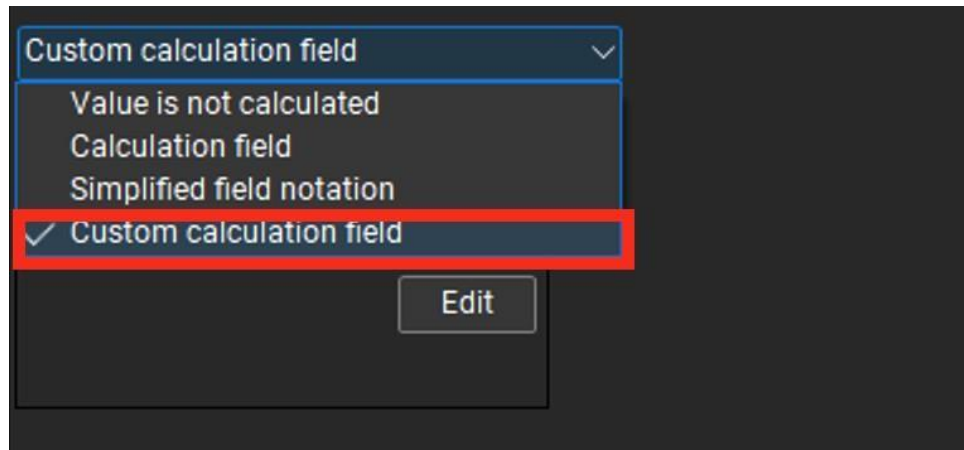 Custom calculation field
Value is not calculated
Calculation field
Simplified field notation
Custom calculation field
Edit